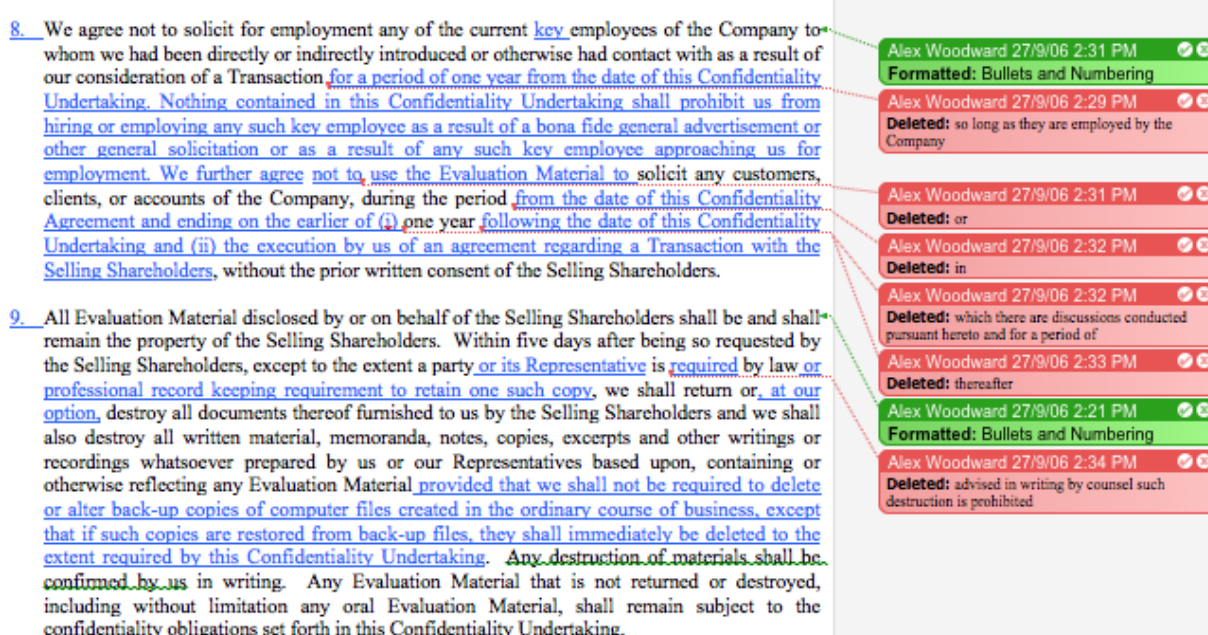 8. We agree not to solicit for employment any of the current key employees of the Company to
whom we had been directly or indirectly introduced or otherwise had contact with as a result of
our consideration of a Transaction for a period of one year from the date of this Confidentiality
Undertaking. Nothing contained in this Confidentiality Undertaking shall prohibit us from
hiring or employing any such key employee as a result of a bona fide general advertisement or
other general solicitation or as a result of any such key employee approaching us for
employment. We further agree not to use the Evaluation Material to solicit any customers,
clients, or accounts of the Company, during the period from the date of this Confidentiality
Agreement and ending on the earlier of (i) one year following the date of this Confidentiality
Undertaking and (ii) the execution by us of an agreement regarding a Transaction with the
Selling Shareholders, without the prior written consent of the Selling Shareholders.
9. All Evaluation Material disclosed by or on behalf of the Selling Shareholders shall be and shall
remain the property of the Selling Shareholders. Within five days after being so requested by
the Selling Shareholders, except to the extent a party or its Representative is required by law or
professional record keeping requirement to retain one such copy, we shall return or, at our
option, destroy all documents thereof furnished to us by the Selling Shareholders and we shall
also destroy all written material, memoranda, notes, copies, excerpts and other writings or
recordings whatsoever prepared by us or our Representatives based upon, containing or
otherwise reflecting any Evaluation Material provided that we shall not be required to delete
or alter back-up copies of computer files created in the ordinary course of business, except
that if such copies are restored from back-up files, they shall immediately be deleted to the
extent required by this Confidentiality Undertaking. Any destruction of materials shall be
confirmed by us in writing. Any Evaluation Material that is not returned or destroyed,
including without limitation any oral Evaluation Material, shall remain subject to the
confidentiality obligations set forth in this Confidentiality Undertaking.
Alex Woodward 27/9/06 2:31 PM
Formatted: Bullets and Numbering
Alex Woodward 27/9/06 2:29 PM
Deleted: so long as they are employed by the
Company
Alex Woodward 27/9/06 2:31 PM
Deleted: or
Alex Woodward 27/9/06 2:32 PM
Deleted: in
Alex Woodward 27/9/06 2:32 PM
Deleted: which there are discussions conducted
pursuant hereto and for a period of
Alex Woodward 27/9/06 2:33 PM
Deleted: thereafter
Alex Woodward 27/9/06 2:21 PM
Formatted: Bullets and Numbering
Alex Woodward 27/9/06 2:34 PM
Deleted: advised in writing by counsel such
destruction is prohibited